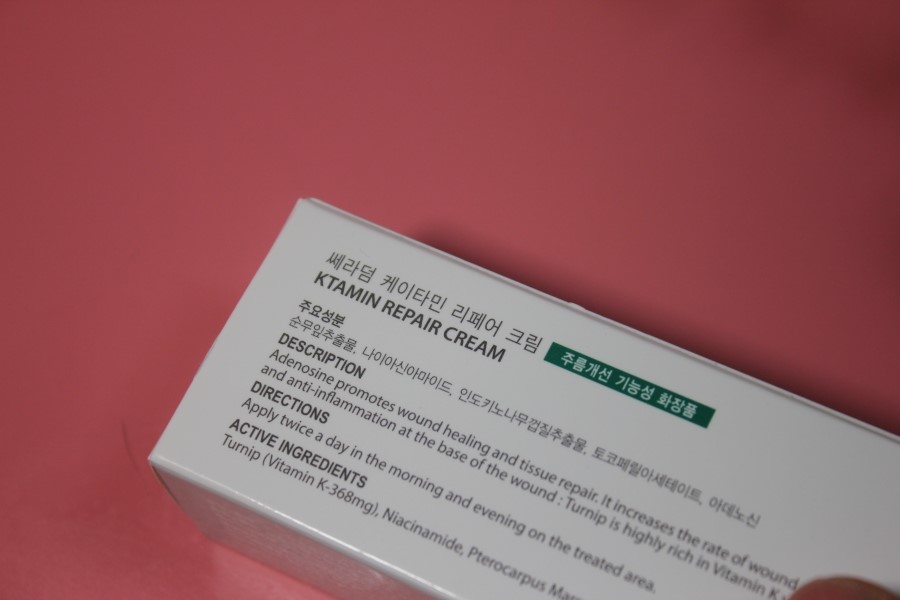 쎄라덤 케이타민 리페어 크림
KTAMIN REPAIR CREAM
주름개선 기능성 화장품
주요성분
순무잎추출물, 나이아신아마이드, 인도키노나무껍질추출물, 토코페릴아세테이트, 아데노신
DESCRIPTION
Adenosine promotes wound healing and tissue repair. It increases the rate of wound
and anti-inflammation at the base of the wound : Turnip is highly rich in Vitamin K
DIRECTIONS
Apply twice a day in the morning and evening on the treated area.
ACTIVE INGREDIENTS
Turnip (Vitamin K-368mg), Niacinamide, Pterocarpus